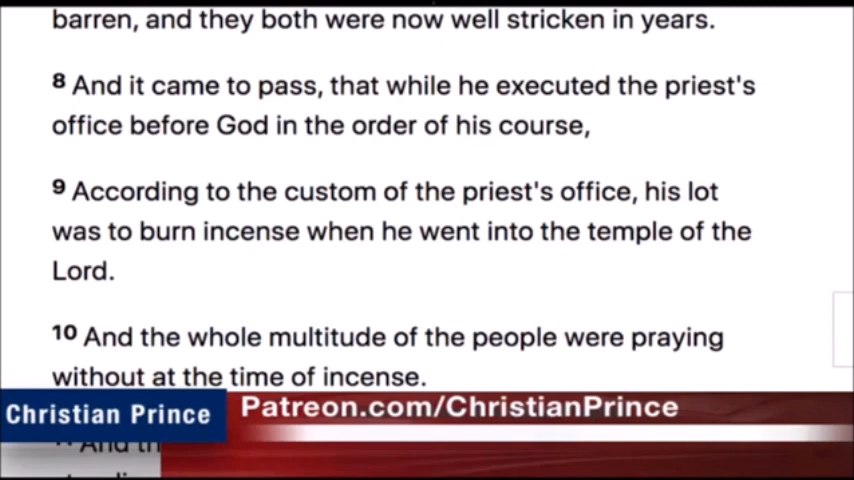 barren, and they both were now well stricken in years.
8 And it came to pass, that while he executed the priest's
office before God in the order of his course,
9 According to the custom of the priest's office, his lot
was to burn incense when he went into the temple of the
Lord.
10 And the whole multitude of the people were praying
without at the time of incense.
Christian Prince
Patreon.com/ChristianPrince
And th